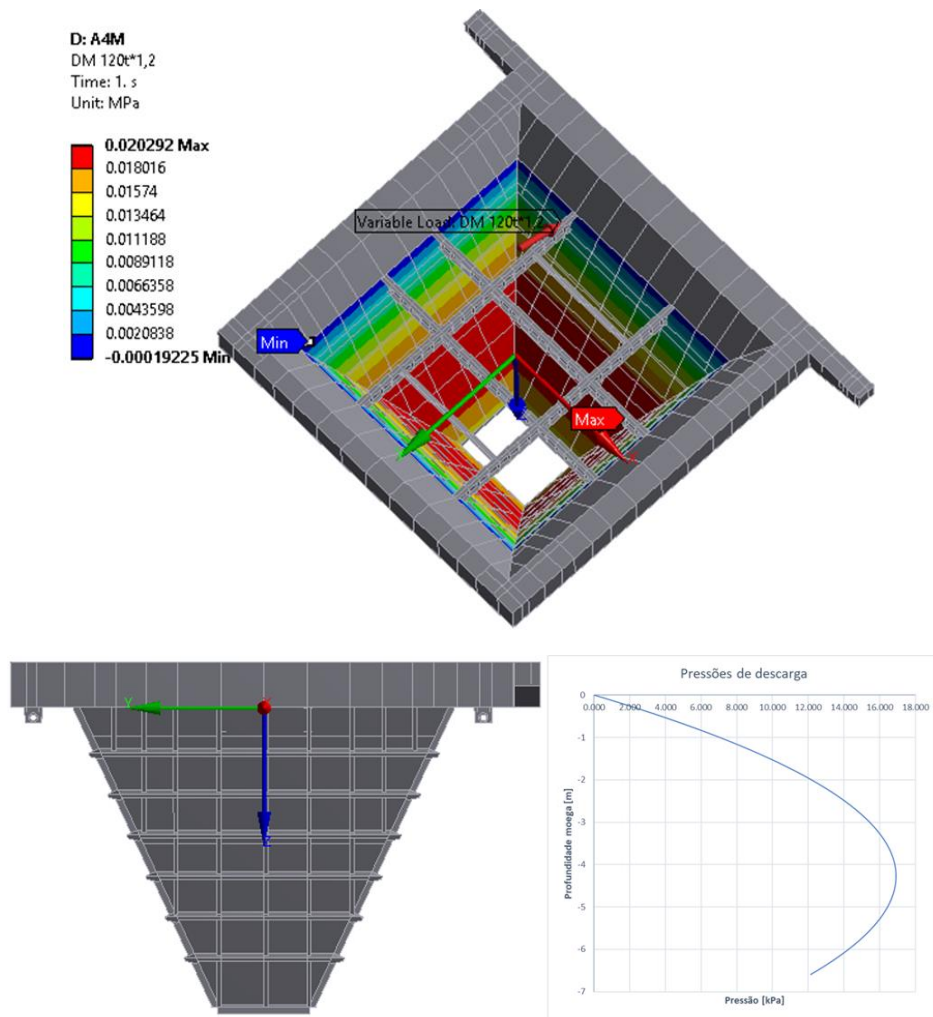 D: A4M
DM 120t*1,2
Time: 1. s
Unit: MPa
0.020292 Max
0.018016
0.01574
0.013464
0.011188
0.0089118
0.0066358
0.0043598
0.0020838
-0.00019225 Min
Variable Load: DM 120t*1,2
Min
Max
X
Y
X
Z
Pressões de descarga
0
0.000 2.000 4.000 6.000 8.000 10.000 12.000 14.000 16.000 18.000
-1
-2
-3
-4
-5
-6
-7
Profundidade moega [m]
Pressão [kPa]